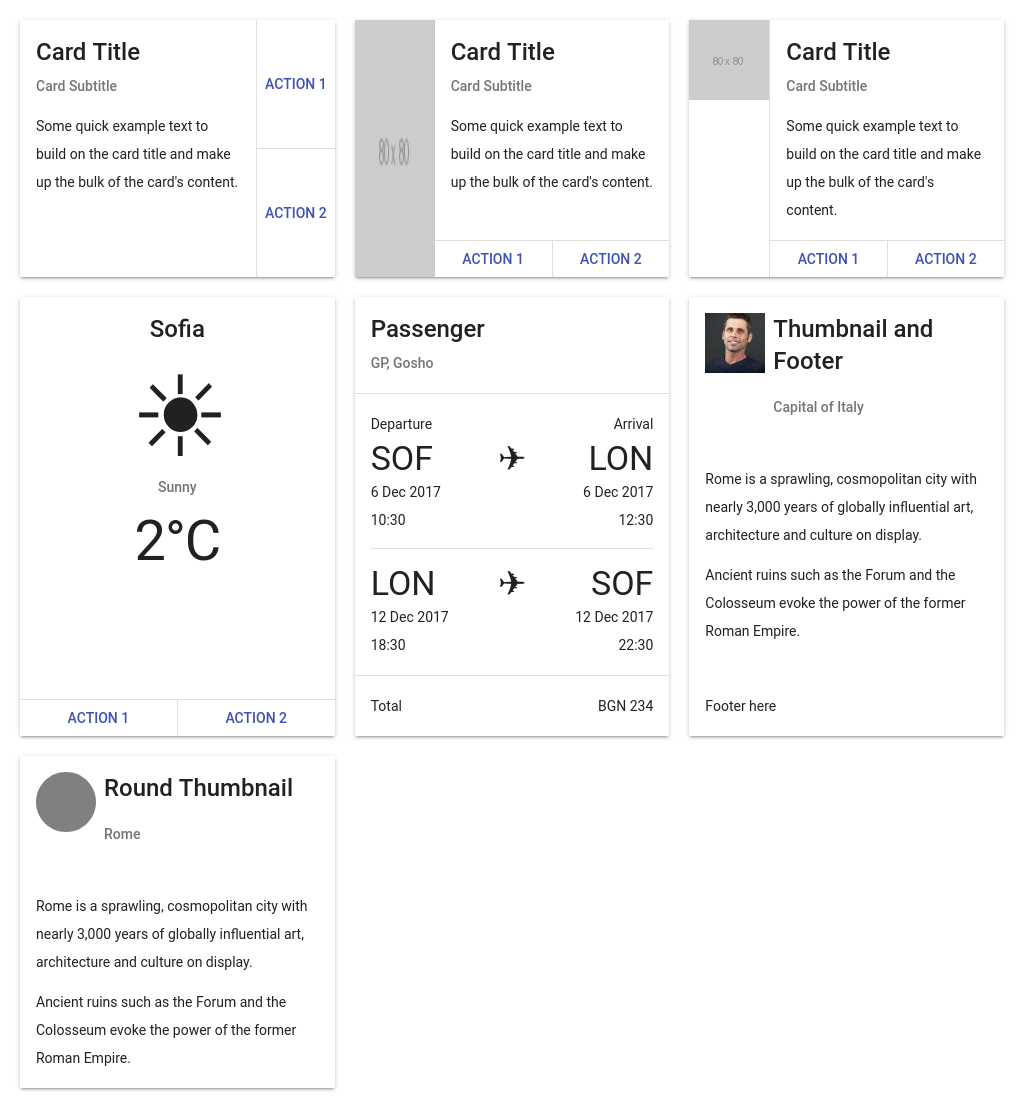 Card Title
Card Subtitle
Some quick example text to
build on the card title and make
up the bulk of the card's content.
ACTION 1
ACTION 2
80 x 80
Card Title
Card Subtitle
Some quick example text to
build on the card title and make
up the bulk of the card's content.
ACTION 1 ACTION 2
80 x 80
Card Title
Card Subtitle
Some quick example text to
build on the card title and make
up the bulk of the card's
content.
ACTION 1 ACTION 2
Sofia
Sunny
2°C
ACTION 1 ACTION 2
Passenger
GP, Gosho
Departure Arrival
SOF ✈ LON
6 Dec 2017 6 Dec 2017
10:30 12:30
LON ✈ SOF
12 Dec 2017 12 Dec 2017
18:30 22:30
Total BGN 234
Thumbnail and
Footer
Capital of Italy
Rome is a sprawling, cosmopolitan city with
nearly 3,000 years of globally influential art,
architecture and culture on display.
Ancient ruins such as the Forum and the
Colosseum evoke the power of the former
Roman Empire.
Footer here
Round Thumbnail
Rome
Rome is a sprawling, cosmopolitan city with
nearly 3,000 years of globally influential art,
architecture and culture on display.
Ancient ruins such as the Forum and the
Colosseum evoke the power of the former
Roman Empire.